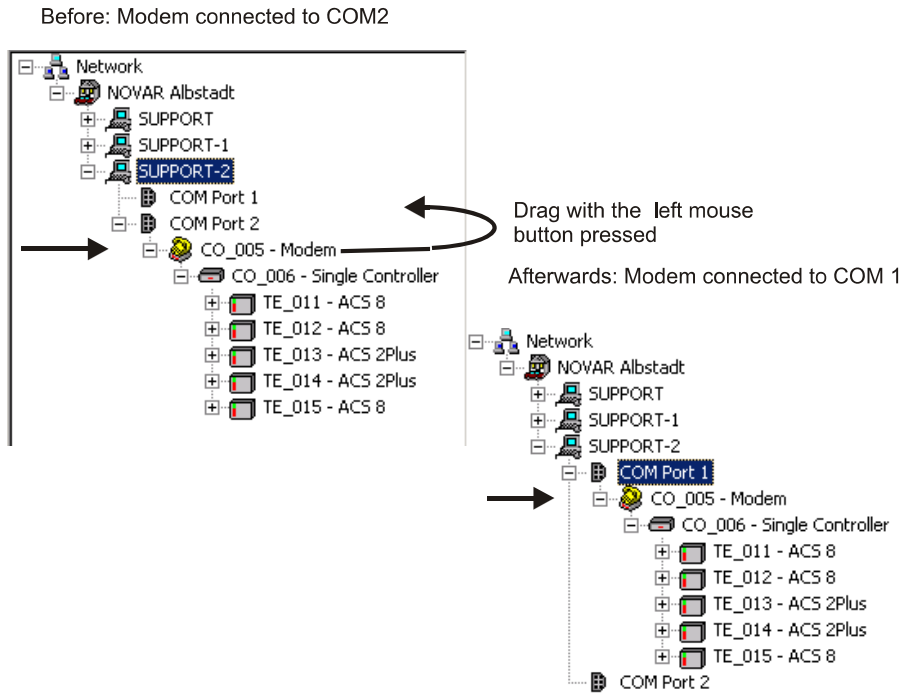 Before: Modem connected to COM2
Network
NOVAR Albstadt
SUPPORT
SUPPORT-1
SUPPORT-2
COM Port 1
COM Port 2
CO_005 - Modem
CO_006 - Single Controller
TE_011 - ACS 8
TE_012 - ACS 8
TE_013 - ACS 2Plus
TE_014 - ACS 2Plus
TE_015 - ACS 8
Drag with the left mouse
button pressed
Afterwards: Modem connected to COM 1
Network
NOVAR Albstadt
SUPPORT
SUPPORT-1
SUPPORT-2
COM Port 1
CO_005 - Modem
CO_006 - Single Controller
TE_011 - ACS 8
TE_012 - ACS 8
TE_013 - ACS 2Plus
TE_014 - ACS 2Plus
TE_015 - ACS 8
COM Port 2